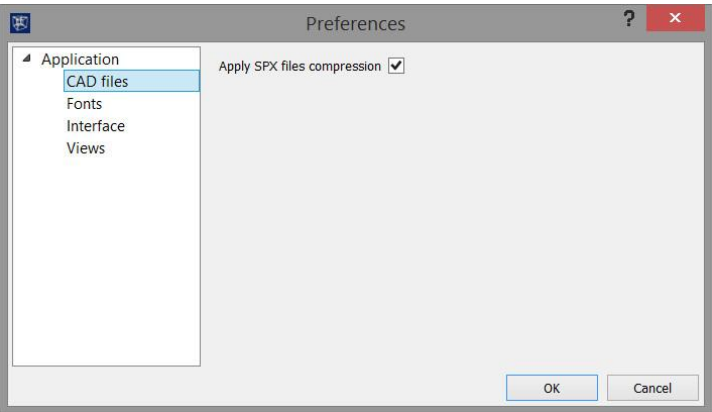 Preferences
?
Application
CAD files
Fonts
Interface
Views
Apply SPX files compression
OK
Cancel